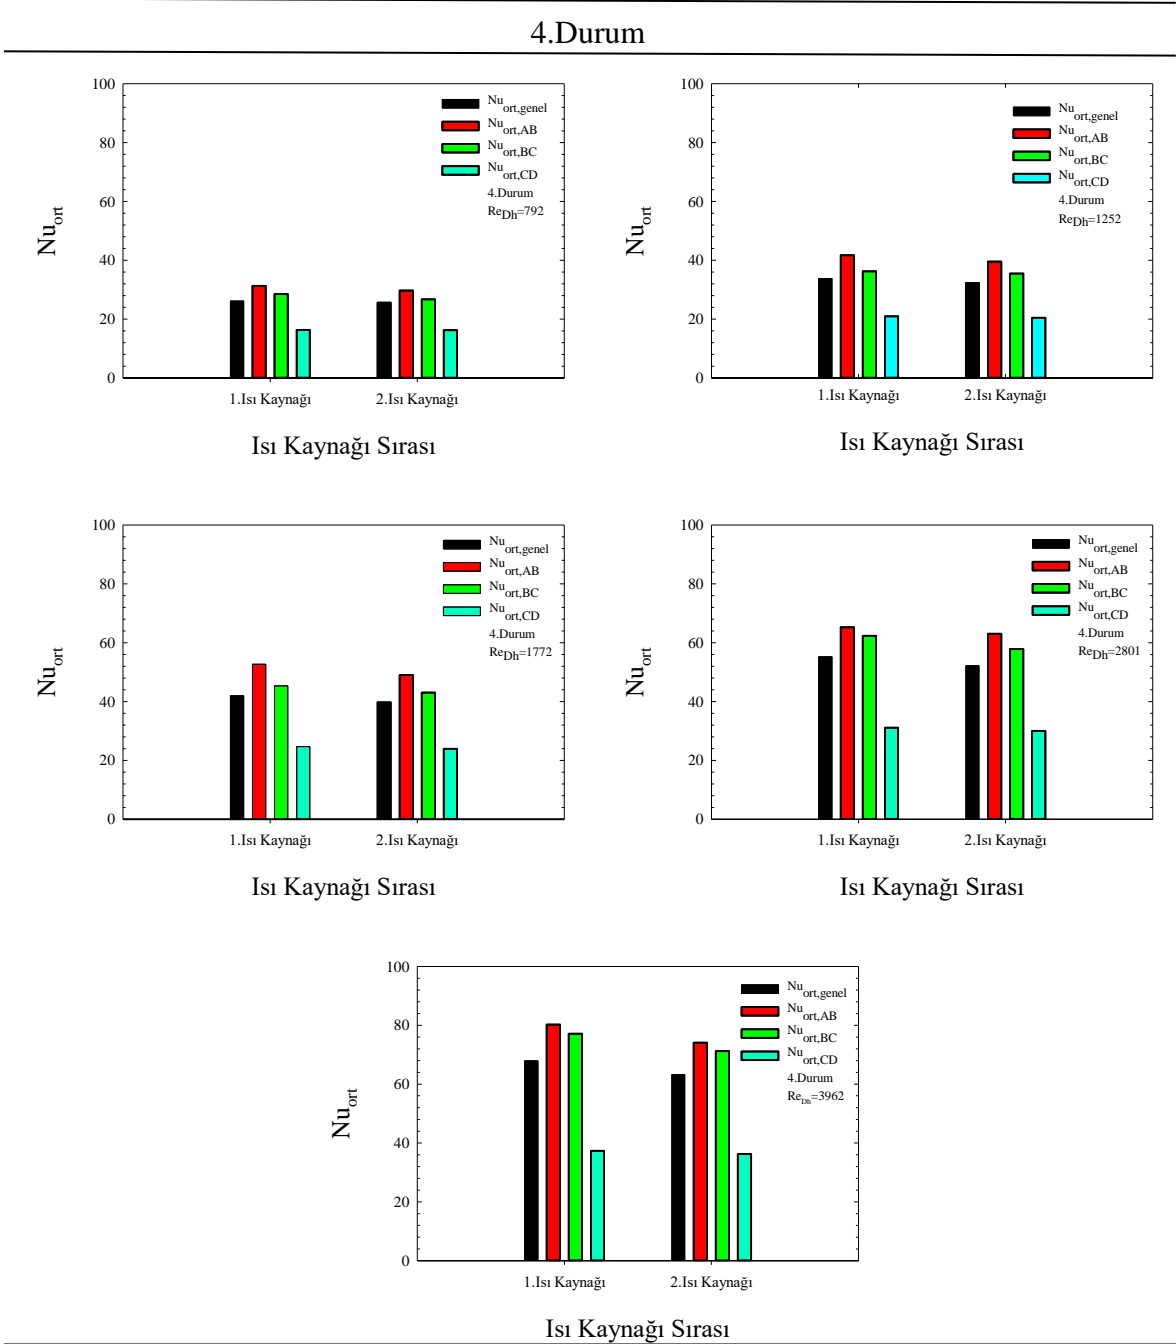 4.Durum
100
80
60
40
20
0
Nu_ort
Nu_ort,genel
Nu_ort,AB
Nu_ort,BC
Nu_ort,CD
4.Durum
Re_Dh=792
1.Isı Kaynağı 2.Isı Kaynağı
Isı Kaynağı Sırası
100
80
60
40
20
0
Nu_ort
Nu_ort,genel
Nu_ort,AB
Nu_ort,BC
Nu_ort,CD
4.Durum
Re_Dh=1252
1.Isı Kaynağı 2.Isı Kaynağı
Isı Kaynağı Sırası
100
80
60
40
20
0
Nu_ort
Nu_ort,genel
Nu_ort,AB
Nu_ort,BC
Nu_ort,CD
4.Durum
Re_Dh=1772
1.Isı Kaynağı 2.Isı Kaynağı
Isı Kaynağı Sırası
100
80
60
40
20
0
Nu_ort
Nu_ort,genel
Nu_ort,AB
Nu_ort,BC
Nu_ort,CD
4.Durum
Re_Dh=2801
1.Isı Kaynağı 2.Isı Kaynağı
Isı Kaynağı Sırası
100
80
60
40
20
0
Nu_ort
Nu_ort,genel
Nu_ort,AB
Nu_ort,BC
Nu_ort,CD
4.Durum
Re_Dh=3962
1.Isı Kaynağı 2.Isı Kaynağı
Isı Kaynağı Sırası